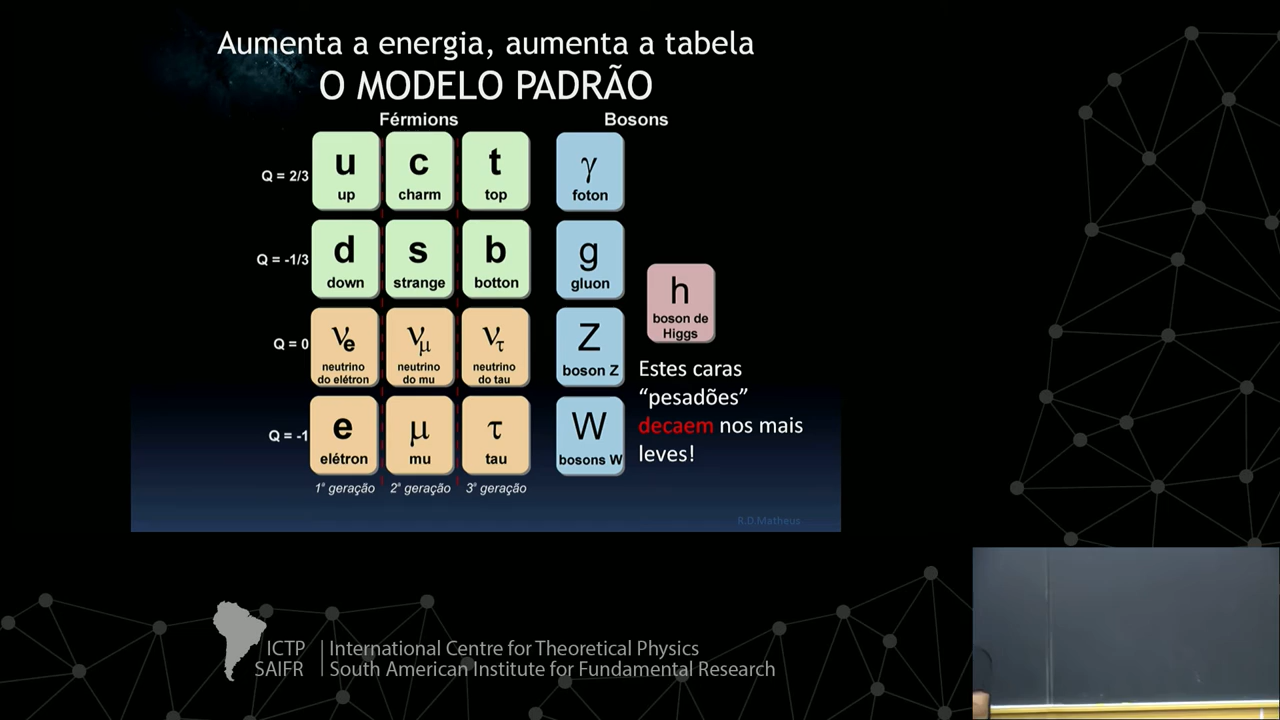 Aumenta a energia, aumenta a tabela
O MODELO PADRÃO
Férmions
Bosons
Q = 2/3
u
up
c
charm
t
top
γ
foton
Q = -1/3
d
down
s
strange
b
botton
g
gluon
h
boson de
Higgs
Q = 0
νe
neutrino
do elétron
νμ
neutrino
do mu
ντ
neutrino
do tau
Z
boson Z
Estes caras
“pesadões”
decaem nos mais
leves!
Q = -1
e
elétron
μ
mu
τ
tau
W
bosons W
1ª geração
2ª geração
3ª geração
R.D.Matheus
ICTP
SAIFR
International Centre for Theoretical Physics
South American Institute for Fundamental Research